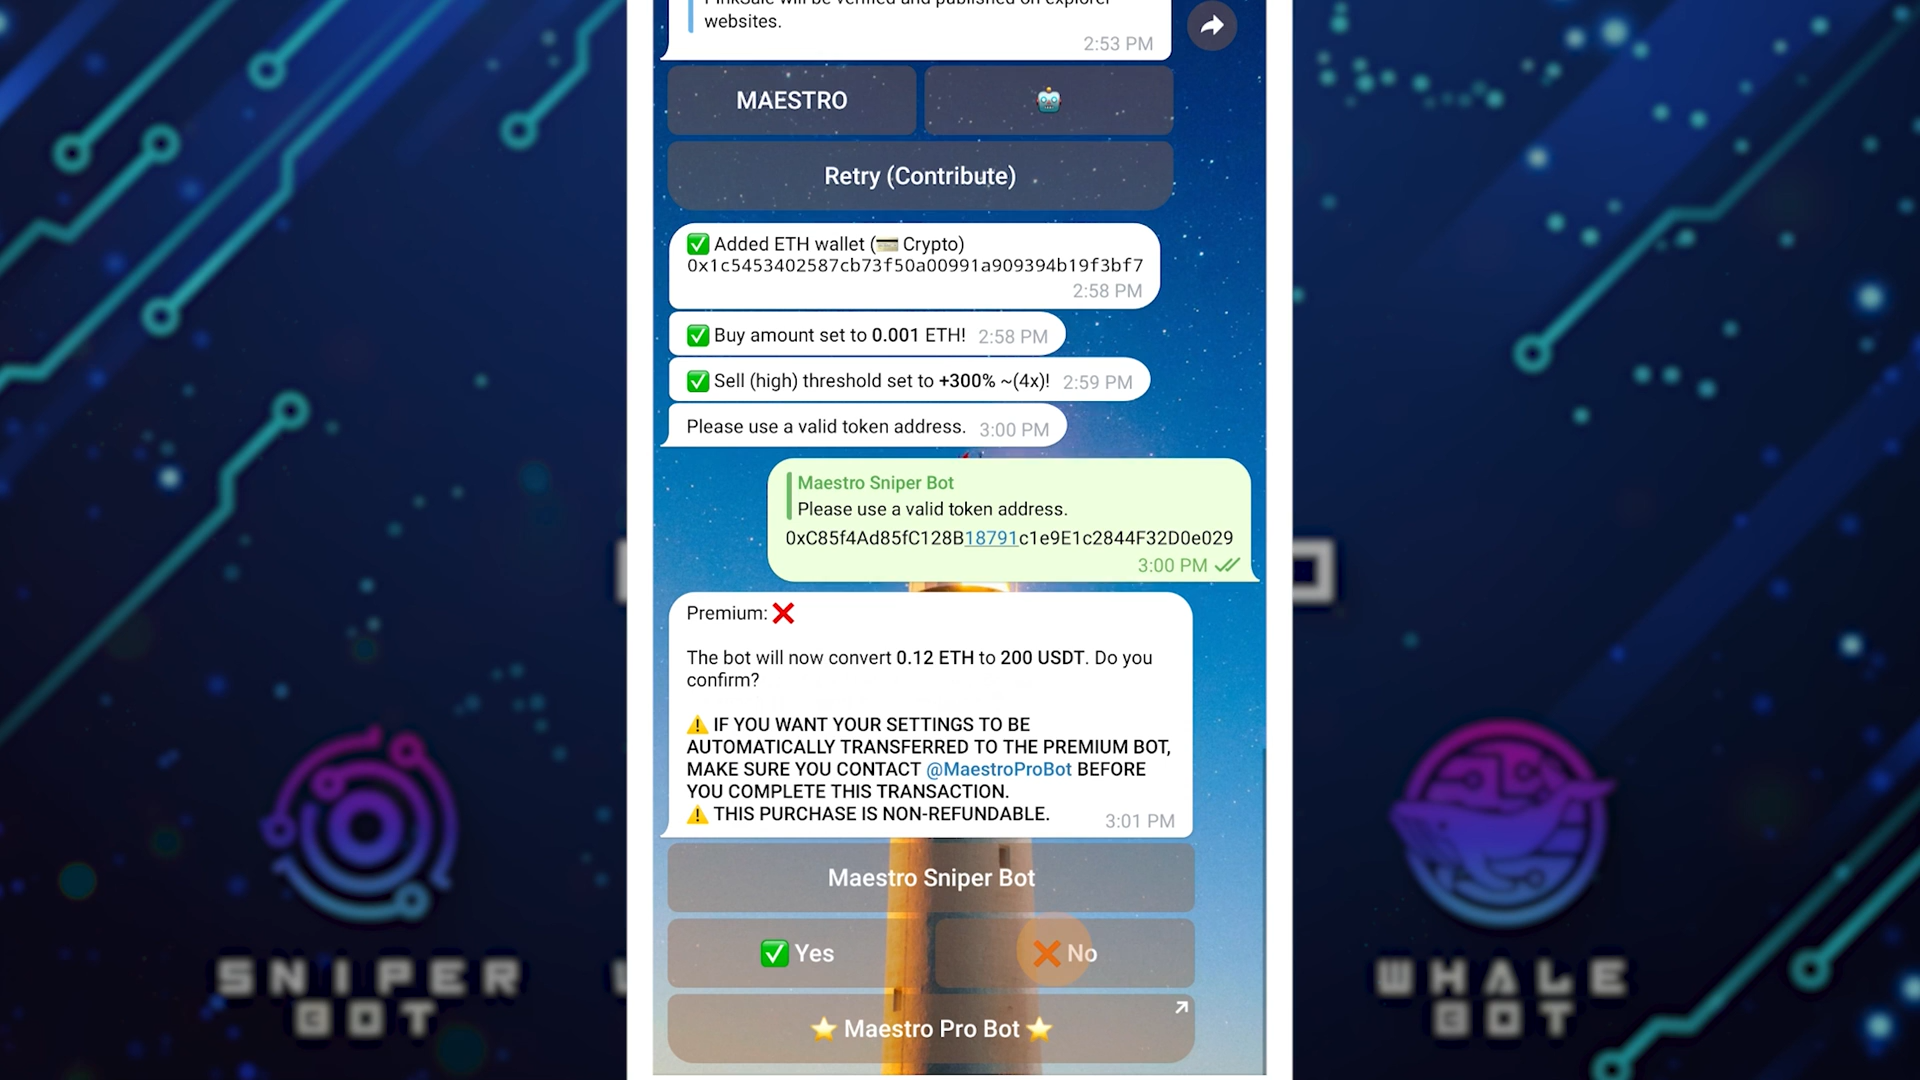 websites.
2:53 PM
MAESTRO
Retry (Contribute)
✅ Added ETH wallet (💳 Crypto)
0x1c5453402587cb73f50a00991a909394b19f3bf7
2:58 PM
✅ Buy amount set to 0.001 ETH! 2:58 PM
✅ Sell (high) threshold set to +300% ~(4x)! 2:59 PM
Please use a valid token address. 3:00 PM
Maestro Sniper Bot
Please use a valid token address.
0xC85f4Ad85fC128B18791c1e9E1c2844F32D0e029
3:00 PM
Premium: ❌
The bot will now convert 0.12 ETH to 200 USDT. Do you
confirm?
⚠️ IF YOU WANT YOUR SETTINGS TO BE
AUTOMATICALLY TRANSFERRED TO THE PREMIUM BOT,
MAKE SURE YOU CONTACT @MaestroProBot BEFORE
YOU COMPLETE THIS TRANSACTION.
⚠️ THIS PURCHASE IS NON-REFUNDABLE.
3:01 PM
Maestro Sniper Bot
✅ Yes
❌ No
⭐ Maestro Pro Bot ⭐
SNIPER
BOT
WHALE
BOT